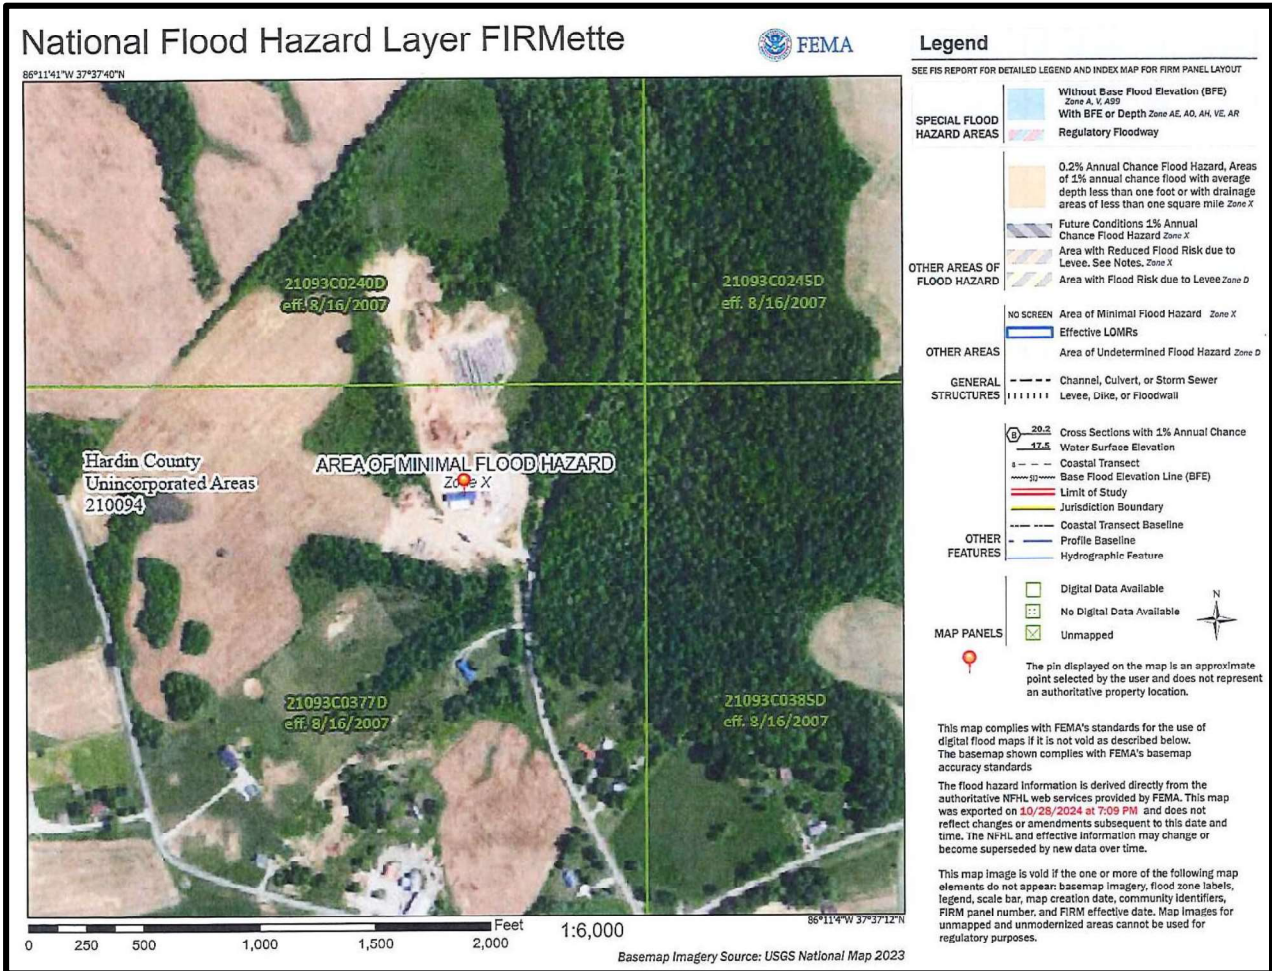 National Flood Hazard Layer FIRMette
FEMA
86°11'41"W 37°37'40"N
21093C0240D
eff. 8/16/2007
21093C0245D
eff. 8/16/2007
Hardin County
Unincorporated Areas
210094
AREA OF MINIMAL FLOOD HAZARD
Zone X
21093C0377D
eff. 8/16/2007
21093C0385D
eff. 8/16/2007
86°11'4"W 37°37'12"N
0 250 500 1,000 1,500 2,000 Feet
1:6,000
Basemap Imagery Source: USGS National Map 2023
Legend
SEE FIS REPORT FOR DETAILED LEGEND AND INDEX MAP FOR FIRM PANEL LAYOUT
SPECIAL FLOOD
HAZARD AREAS
Without Base Flood Elevation (BFE)
Zone A, V, A99
With BFE or Depth Zone AE, AO, AH, VE, AR
Regulatory Floodway
OTHER AREAS OF
FLOOD HAZARD
0.2% Annual Chance Flood Hazard, Areas
of 1% annual chance flood with average
depth less than one foot or with drainage
areas of less than one square mile Zone X
Future Conditions 1% Annual
Chance Flood Hazard Zone X
Area with Reduced Flood Risk due to
Levee. See Notes. Zone X
Area with Flood Risk due to Levee Zone D
OTHER AREAS
NO SCREEN Area of Minimal Flood Hazard Zone X
Effective LOMRs
Area of Undetermined Flood Hazard Zone D
GENERAL
STRUCTURES
Channel, Culvert, or Storm Sewer
Levee, Dike, or Floodwall
OTHER
FEATURES
B 20.2 Cross Sections with 1% Annual Chance
17.5 Water Surface Elevation
8 Coastal Transect
513 Base Flood Elevation Line (BFE)
Limit of Study
Jurisdiction Boundary
Coastal Transect Baseline
Profile Baseline
Hydrographic Feature
MAP PANELS
Digital Data Available
No Digital Data Available
Unmapped
N
The pin displayed on the map is an approximate
point selected by the user and does not represent
an authoritative property location.
This map complies with FEMA's standards for the use of
digital flood maps if it is not void as described below.
The basemap shown complies with FEMA's basemap
accuracy standards
The flood hazard information is derived directly from the
authoritative NFHL web services provided by FEMA. This map
was exported on 10/28/2024 at 7:09 PM and does not
reflect changes or amendments subsequent to this date and
time. The NFHL and effective information may change or
become superseded by new data over time.
This map image is void if the one or more of the following map
elements do not appear: basemap imagery, flood zone labels,
legend, scale bar, map creation date, community identifiers,
FIRM panel number, and FIRM effective date. Map images for
unmapped and unmodernized areas cannot be used for
regulatory purposes.